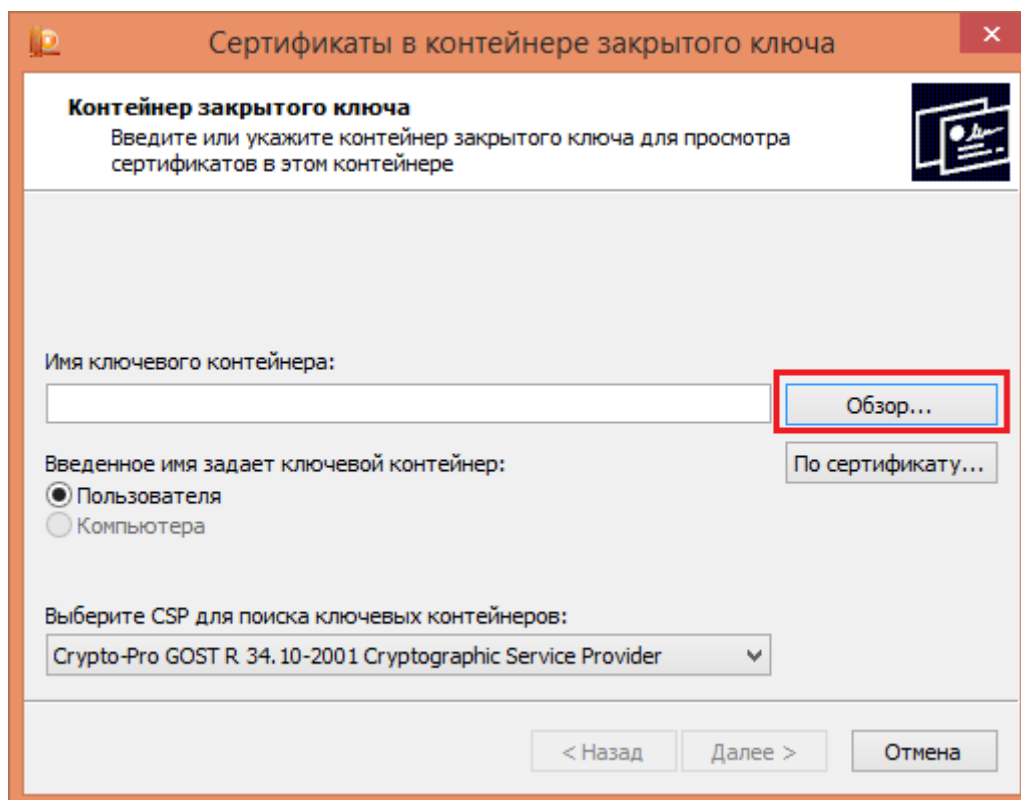 Сертификаты в контейнере закрытого ключа
Контейнер закрытого ключа
Введите или укажите контейнер закрытого ключа для просмотра
сертификатов в этом контейнере
Имя ключевого контейнера:
Обзор...
Введенное имя задает ключевой контейнер:
По сертификату...
Пользователя
Компьютера
Выберите CSP для поиска ключевых контейнеров:
Crypto-Pro GOST R 34.10-2001 Cryptographic Service Provider
< Назад
Далее >
Отмена